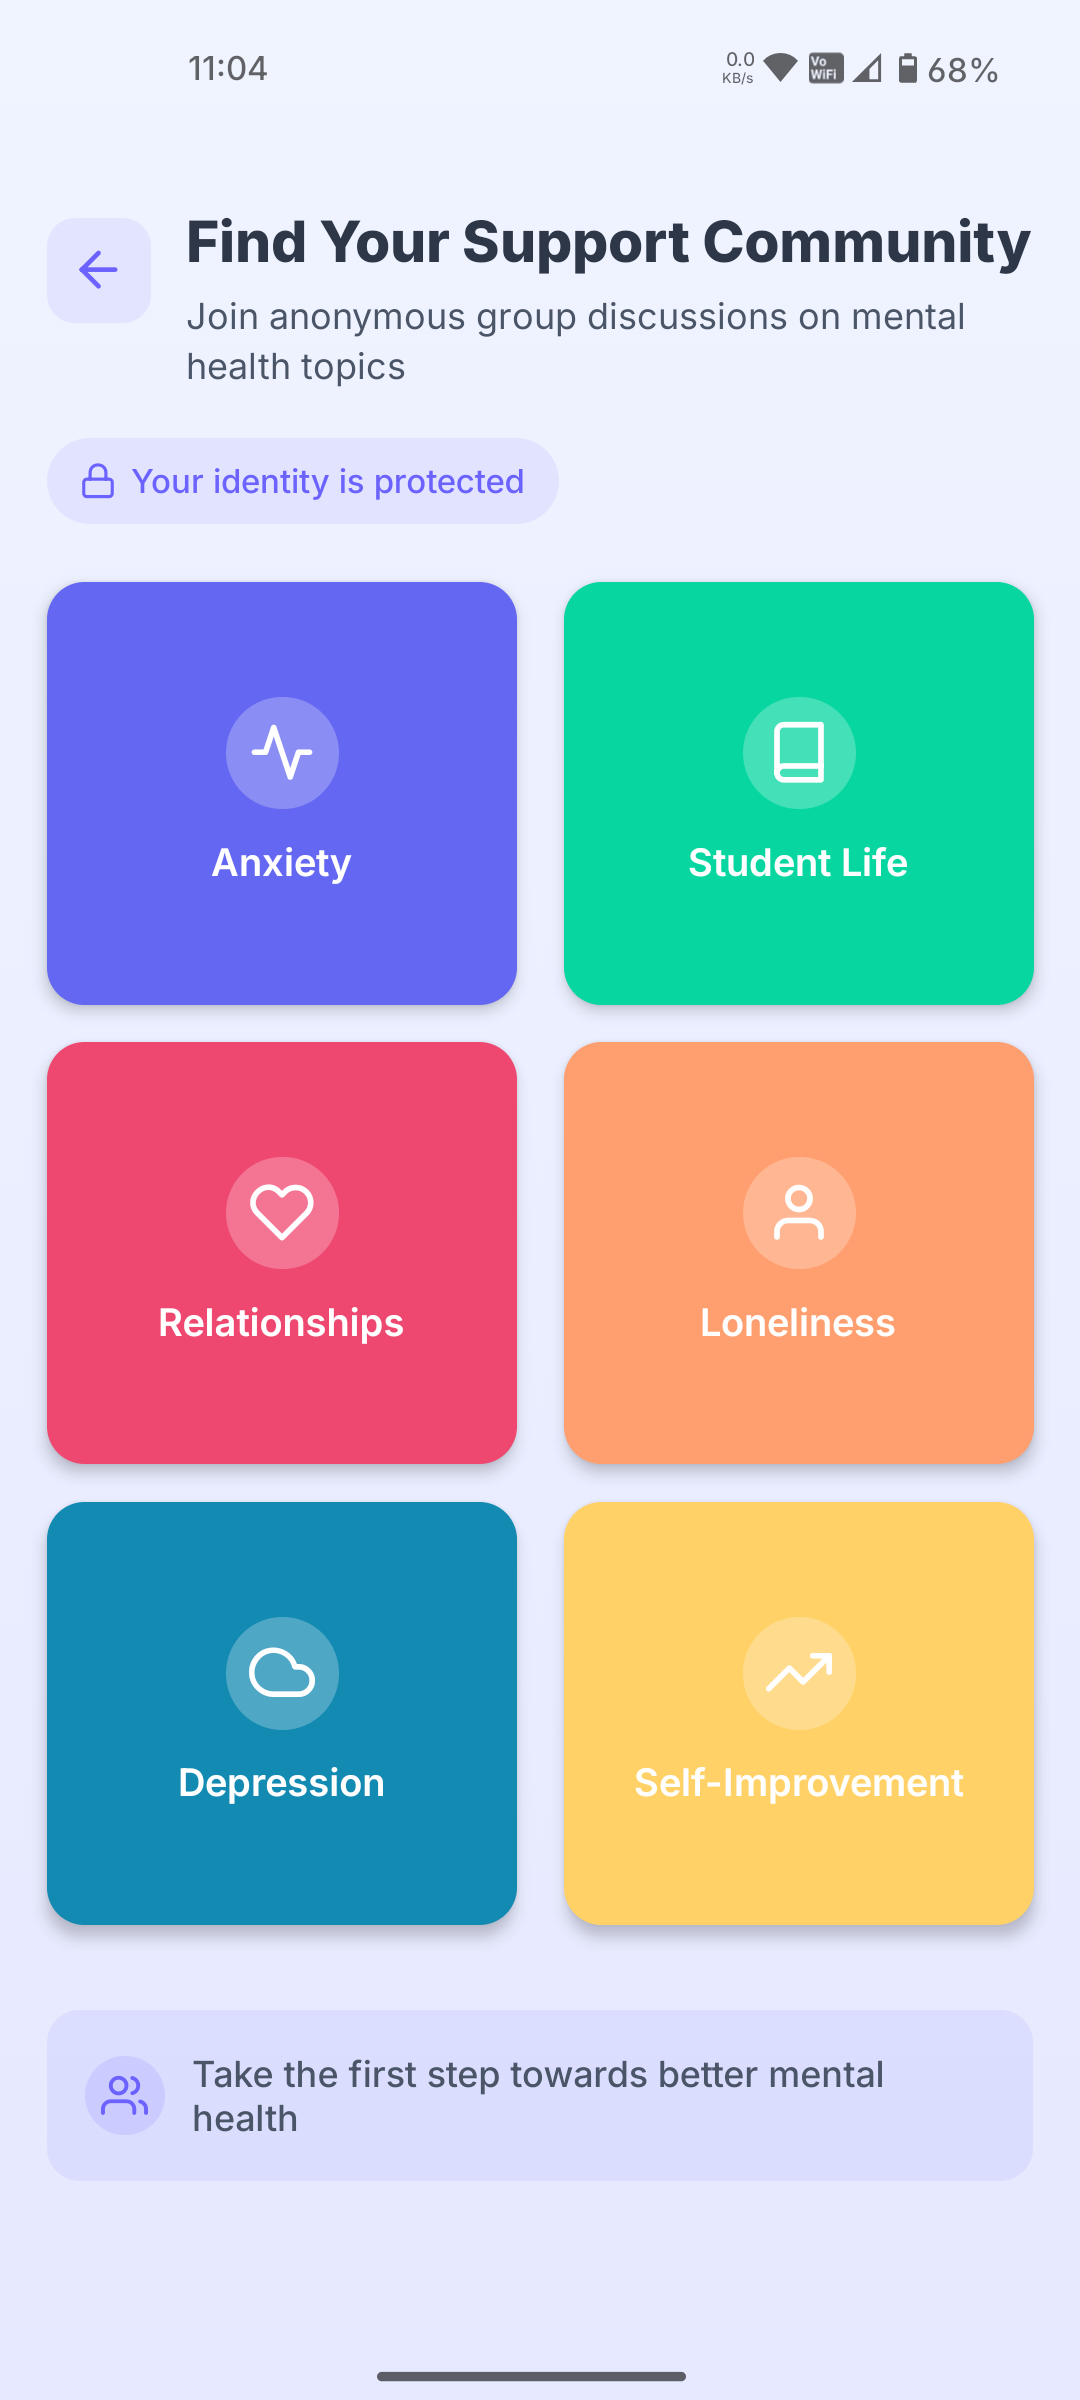 11:04
0.0
KB/s
Vo
WiFi
68%
Find Your Support Community
Join anonymous group discussions on mental
health topics
Your identity is protected
Anxiety
Student Life
Relationships
Loneliness
Depression
Self-Improvement
Take the first step towards better mental
health